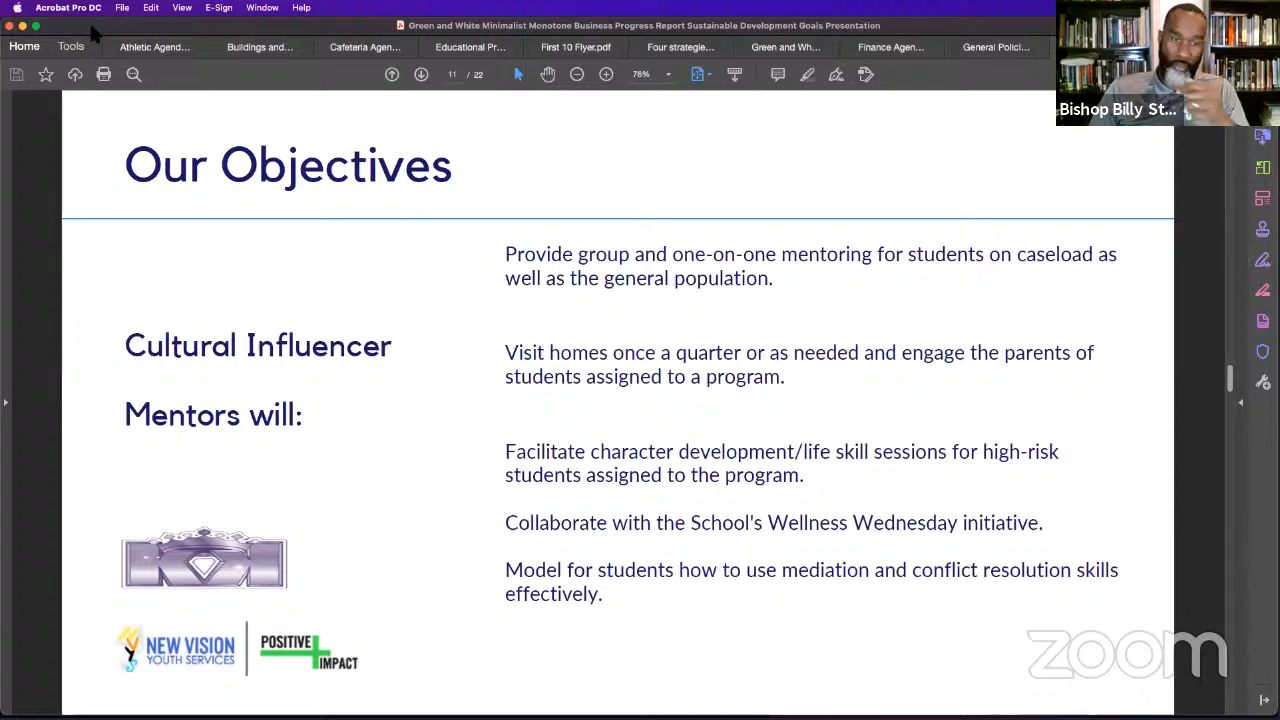 Acrobat Pro DC File Edit View E-Sign Window Help
Green and White Minimalist Monotone Business Progress Report Sustainable Development Goals Presentation
Home Tools Athletic Agend... Buildings and... Cafeteria Agen... Educational Pr... First 10 Flyer.pdf Four strategie... Green and Wh... Finance Agen... General Polici...
11 / 22 76%
Bishop Billy St...
Our Objectives
Provide group and one-on-one mentoring for students on caseload as
well as the general population.
Cultural Influencer
Mentors will:
Visit homes once a quarter or as needed and engage the parents of
students assigned to a program.
Facilitate character development/life skill sessions for high-risk
students assigned to the program.
Collaborate with the School's Wellness Wednesday initiative.
Model for students how to use mediation and conflict resolution skills
effectively.
NEW VISION
YOUTH SERVICES
POSITIVE
IMPACT
zoom